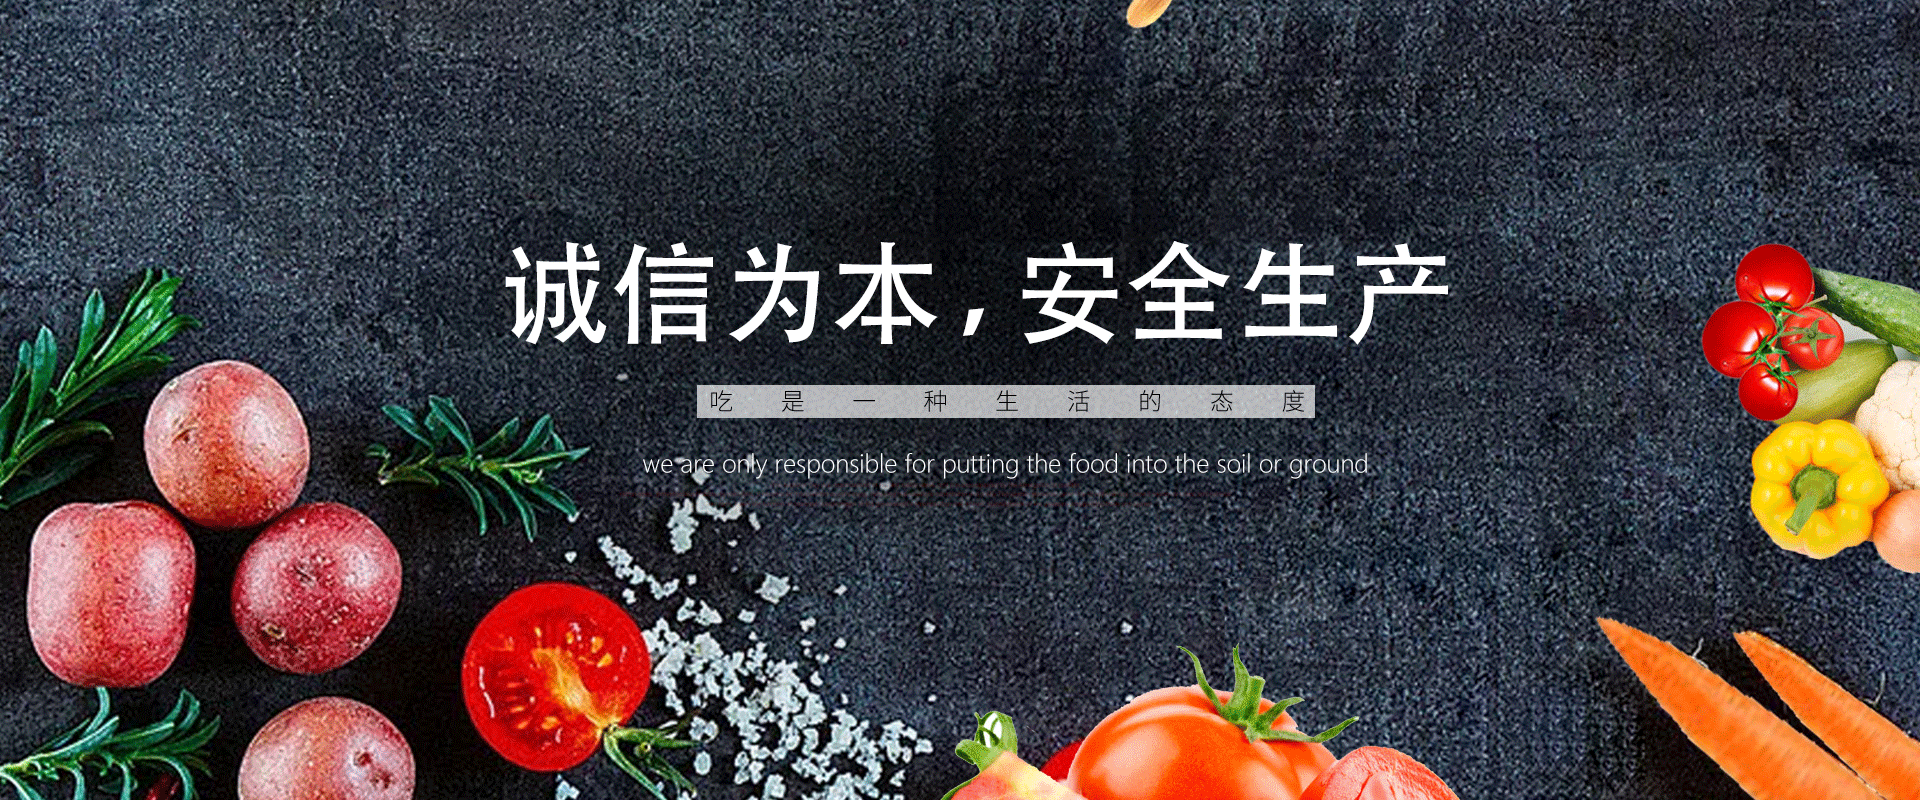 诚信为本,安全生产
吃是一种生活的态度
we are only responsible for putting the food into the soil or ground